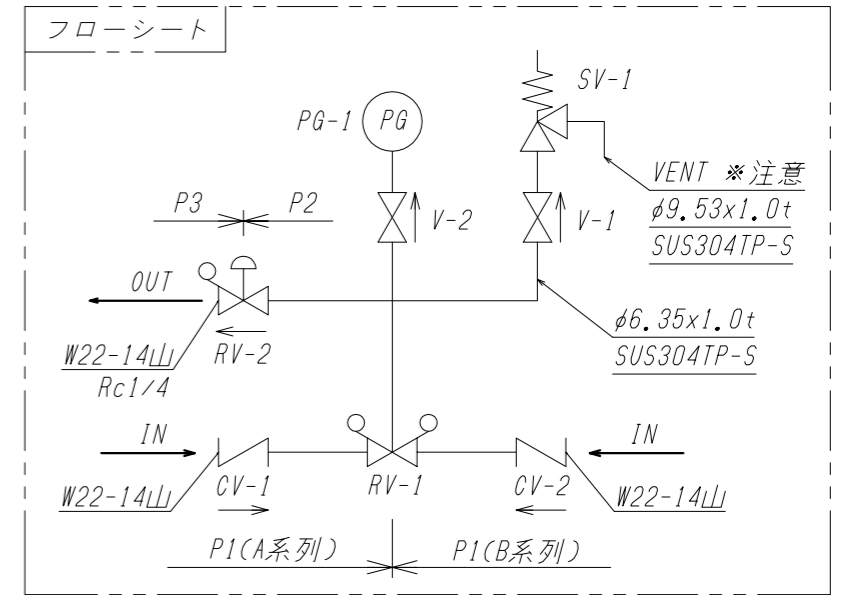 フローシート
SV-1
PG-1
PG
VENT ※注意
φ9.53x1.0t
SUS304TP-S
P3
P2
V-2
V-1
OUT
φ6.35x1.0t
SUS304TP-S
W22-14山
Rc1/4
RV-2
IN
IN
CV-1
RV-1
CV-2
W22-14山
W22-14山
P1(A系列)
P1(B系列)